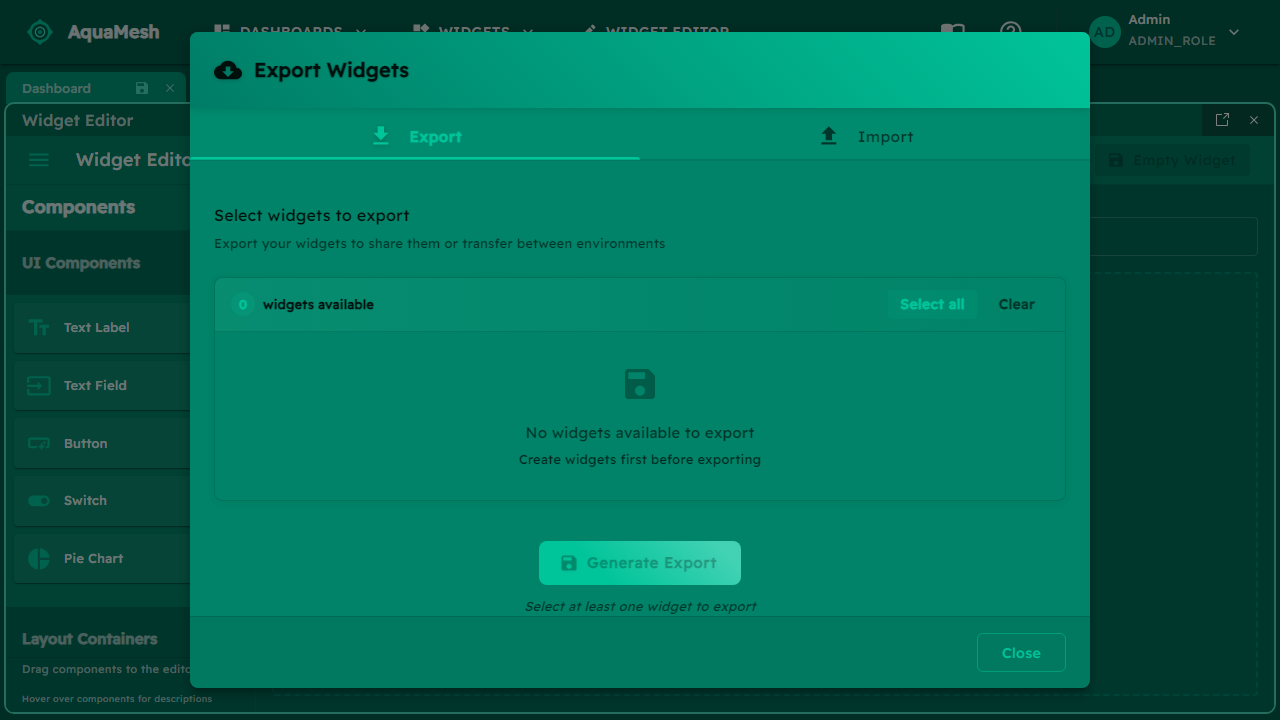 AquaMesh
DASHBOARDS
WIDGETS
WIDGET EDITOR
AD
Admin
ADMIN_ROLE
Dashboard
Widget Editor
Widget Edito
Empty Widget
Components
UI Components
Text Label
Text Field
Button
Switch
Pie Chart
Layout Containers
Drag components to the edito
Hover over components for descriptions
Export Widgets
Export
Import
Select widgets to export
Export your widgets to share them or transfer between environments
0 widgets available
Select all
Clear
No widgets available to export
Create widgets first before exporting
Generate Export
Select at least one widget to export
Close